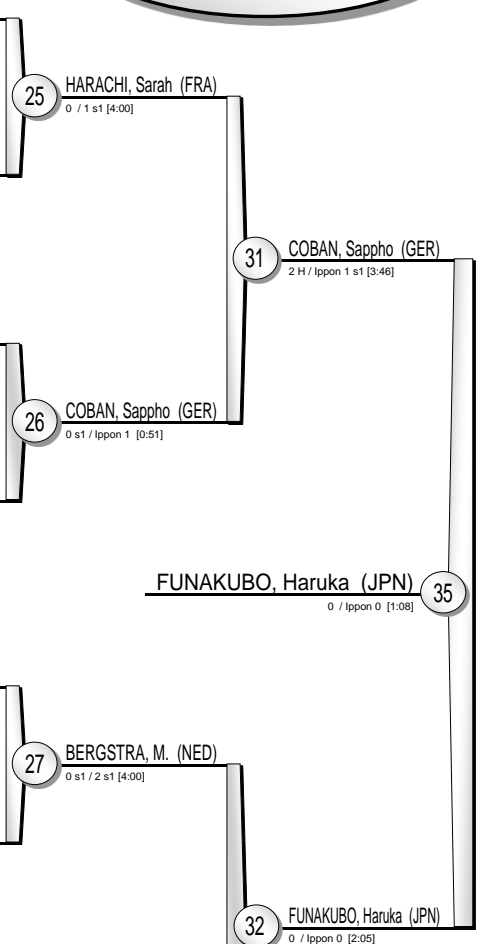 25
HARACHI, Sarah (FRA)
0 / 1 s1 [4:00]
31
COBAN, Sappho (GER)
2 H / Ippon 1 s1 [3:46]
26
COBAN, Sappho (GER)
0 s1 / Ippon 1 [0:51]
FUNAKUBO, Haruka (JPN)
0 / Ippon 0 [1:08]
35
27
BERGSTRA, M. (NED)
0 s1 / 2 s1 [4:00]
32
FUNAKUBO, Haruka (JPN)
0 / Ippon 0 [2:05]